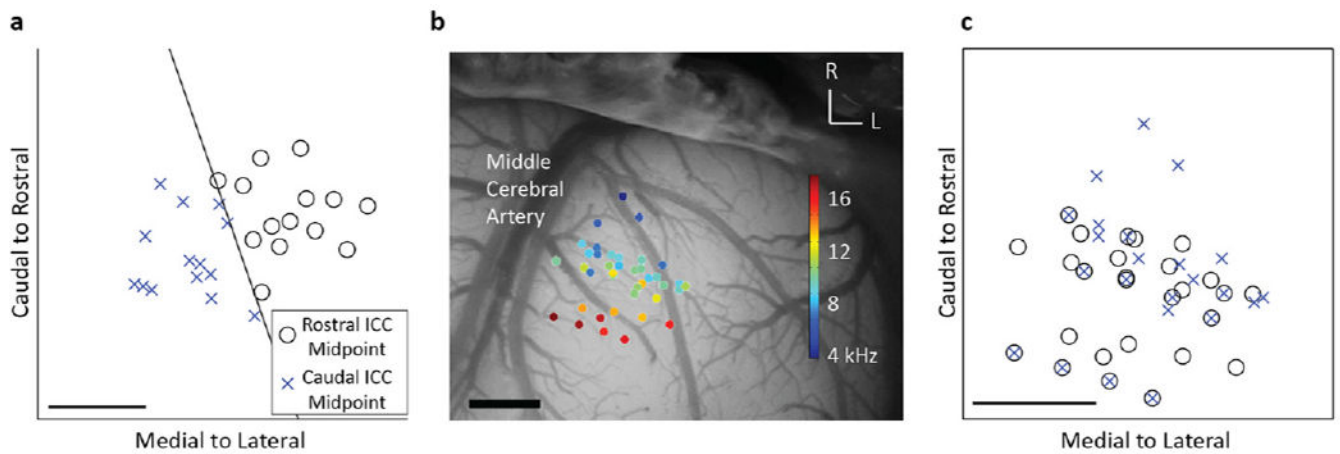 a
Caudal to Rostral
Rostral ICC
Midpoint
Caudal ICC
Midpoint
Medial to Lateral
b
R
L
Middle
Cerebral
Artery
16
12
8
4 kHz
c
Caudal to Rostral
Medial to Lateral